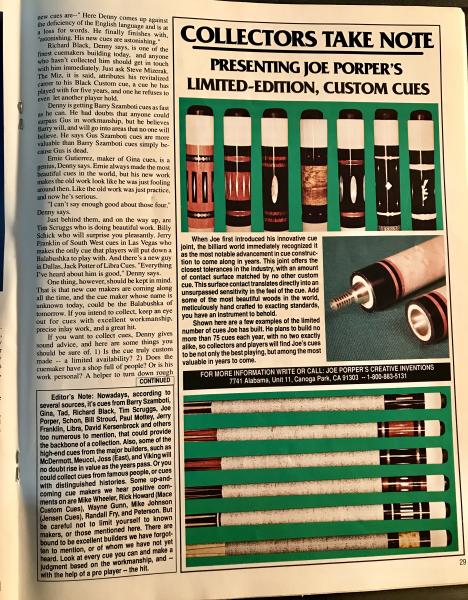 new cues are--" Here Denny comes up against
the deficiency of the English language and is at
a loss for words. He finally finishes with,
"astonishing. His new cues are astonishing."
Richard Black, Denny says, is one of the
finest cuemakers building today, and anyone
who hasn't collected him should get in touch
with him immediately. Just ask Steve Mizerak.
The Miz, it is said, attributes his revitalized
career to his Black Custom cue, a cue he has
played with for five years, and one he refuses to
even let another player hold.
Denny is getting Barry Szamboti cues as fast
as he can. He had doubts that anyone could
surpass Gus in workmanship, but he believes
Barry will, and will go into areas that no one will
believe. He says Gus Szamboti cues are more
valuable than Barry Szamboti cues simply be-
cause Gus is dead.
Ernie Gutierrez, maker of Gina cues, is a
genius, Denny says. Ernie always made the most
beautiful cues in the world, but his new work
makes the old work look like he was just fooling
around then. Like the old work was just practice,
and now he's serious.
"I can't say enough good about those four,"
Denny says.
Just behind them, and on the way up, are
Tim Scruggs who is doing beautiful work. Billy
Schick who will surprise you pleasantly. Jerry
Franklin of South West cues in Las Vegas who
makes the only cue that players will put down a
Balabushka to play with. And there's a new guy
in Dallas, Jack Potter of Libra Cues. "Everything
I've heard about him is good," Denny says.
One thing, however, should be kept in mind.
That is that new cue makers are coming along
all the time, and the cue maker whose name is
unknown today, could be the Balabushka of
tomorrow. If you intend to collect, keep an eye
out for cues with excellent workmanship,
precise inlay work, and a great hit.
If you want to collect cues, Denny gives
sound advice, and here are some things you
should be sure of. 1) Is the cue truly custom
made -- a limited availability? 2) Does the
cuemaker have a shop full of people? Or is his
work personal? A helper to turn down rough
CONTINUED
Editor's Note: Nowadays, according to
several sources, it's cues from Barry Szamboti,
Gina, Tad, Richard Black, Tim Scruggs, Joe
Porper, Schon, Bill Stroud, Paul Mottey, Jerry
Franklin, Libra, David Kersenbrock and others
too numerous to mention, that could provide
the backbone of a collection. Also, some of the
high-end cues from the major builders, such as
McDermott, Meucci, Joss (East), and Viking will
no doubt rise in value as the years pass. Or you
could collect cues from famous people, or cues
with distinct themes. Some up-and-
coming cue makers we hear positive com-
ments on are Mike Wheeler, Rick Howard (Mace
Custom Cues), Wayne Gunn, Mike Johnson
(Jensen Cues), Randall Fry, and Peterson. But
be careful not to limit yourself to known
makers, or those mentioned here. There are
bound to be excellent builders we have forgot-
ten to mention, or of whom we have not yet
heard. Look at every cue you can and make a
judgment based on the workmanship, and --
with the help of a pro player -- the hit.
COLLECTORS TAKE NOTE
PRESENTING JOE PORPER'S
LIMITED-EDITION, CUSTOM CUES
When Joe first introduced his innovative cue
joint, the billiard world immediately recognized it
as the most notable advancement in cue construc-
tion to come along in years. This joint offers the
closest tolerances in the industry, with an amount
of contact surface matched by no other custom
cue. This surface contact translates directly into an
unsurpassed sensitivity in the feel of the cue. Add
some of the most beautiful woods in the world,
meticulously hand crafted to exacting standards,
you have an instrument to behold.
Shown here are a few examples of the limited
number of cues Joe has built. He plans to build no
more than 75 cues each year, with no two exactly
alike, so collectors and players will find Joe's cues
to be not only the best playing, but among the most
valuable in years to come.
FOR MORE INFORMATION WRITE OR CALL: JOE PORPER'S CREATIVE INVENTIONS
7741 Alabama, Unit 11, Canoga Park, CA 91303 -- 1-800-883-5131
29